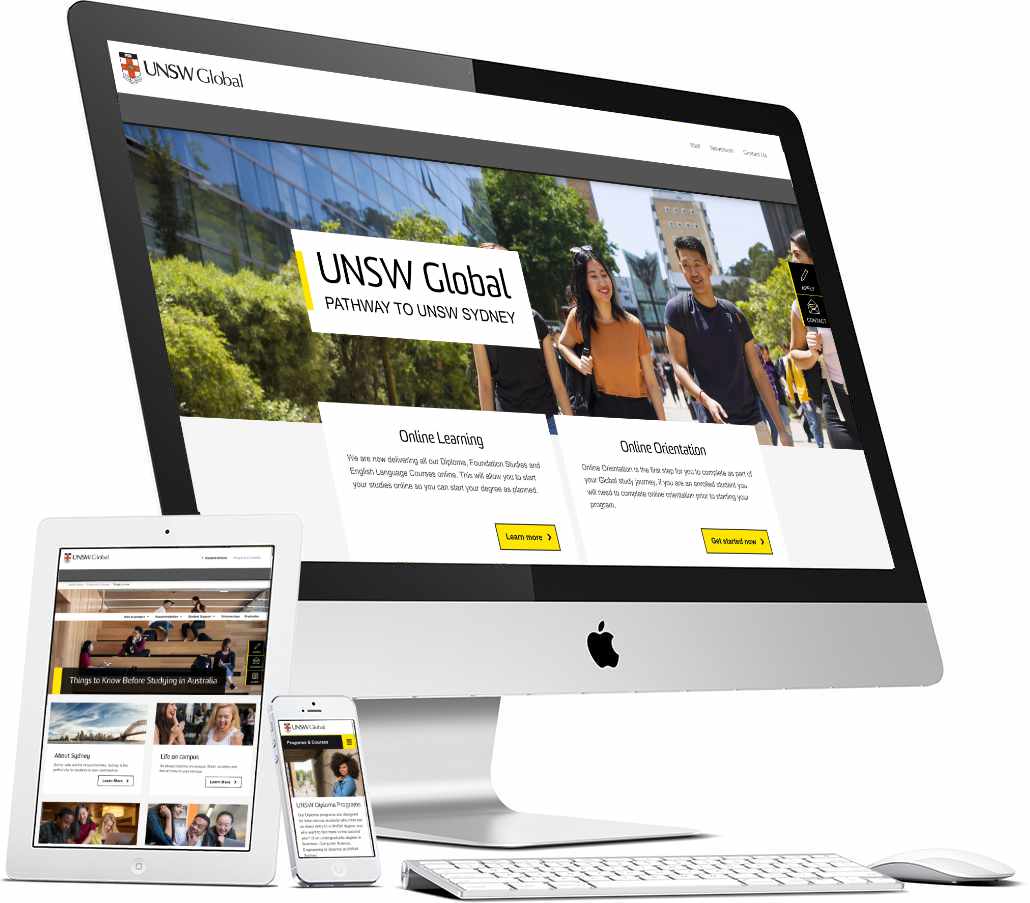 UNSW Global
Contact Us
UNSW Global
PATHWAY TO UNSW SYDNEY
APPLY
CONTACT
Online Learning
We are now delivering all our Diploma, Foundation Studies and
English Language Courses online. This will allow you to start
your studies online so you can start your degree as planned.
Learn more
Online Orientation
Online Orientation is the first step for you to complete as part of
your Global study journey, if you are an enrolled student you
will need to complete online orientation prior to starting your
program.
Get started now
UNSW Global
Things to Know Before Studying in Australia
About Sydney
Learn More
Life on campus
Learn More
UNSW Global
Programs & Courses
UNSW Diploma Programs
Our Diploma programs are designed